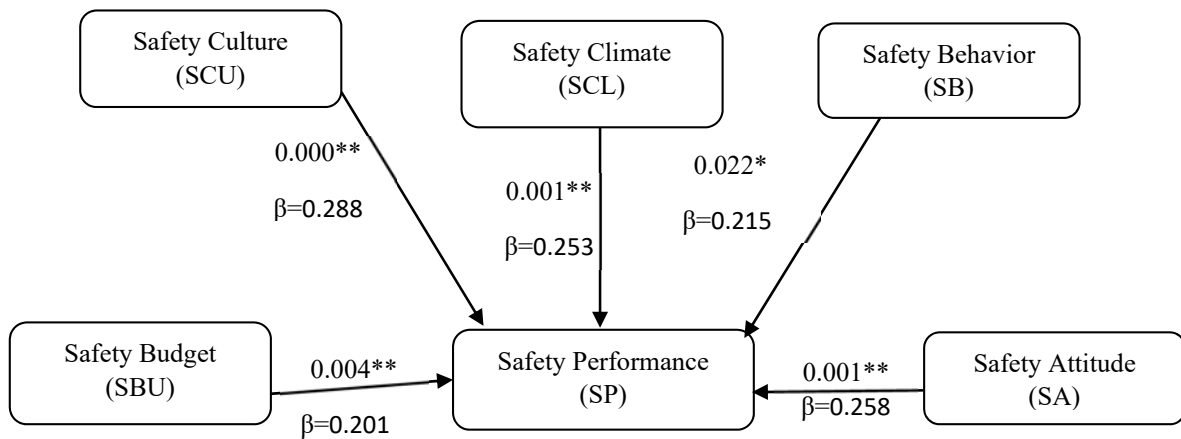 Safety Culture
(SCU)
Safety Climate
(SCL)
Safety Behavior
(SB)
0.000**
β=0.288
0.001**
β=0.253
0.022*
β=0.215
Safety Budget
(SBU)
0.004**
β=0.201
Safety Performance
(SP)
0.001**
β=0.258
Safety Attitude
(SA)